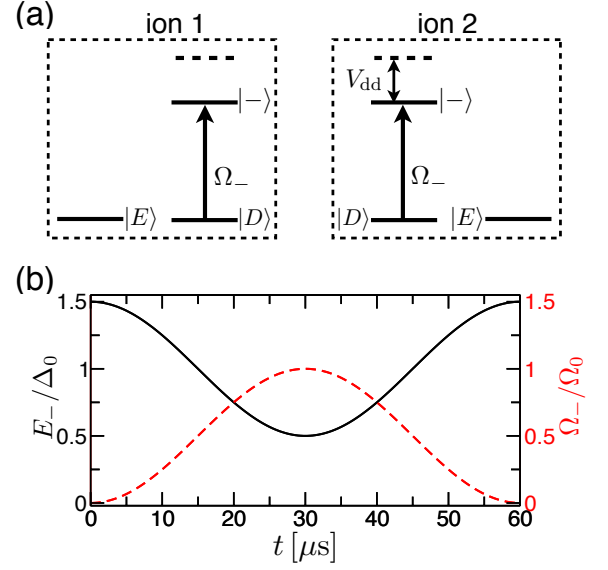 (a)
ion 1 ion 2
V_dd
|−⟩ |−⟩
Ω_− Ω_−
|E⟩ |D⟩ |D⟩ |E⟩
(b)
E_−/Δ_0
1.5
1
0.5
0
0 10 20 30 40 50 60
t [μs]
1.5
1
0.5
0
Ω_−/Ω_0